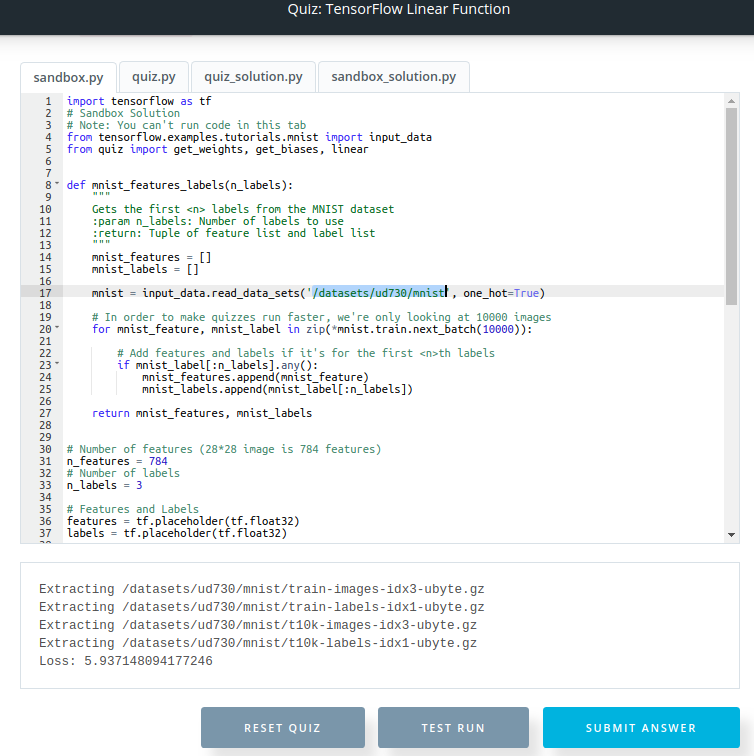 Quiz: TensorFlow Linear Function
sandbox.py quiz.py quiz_solution.py sandbox_solution.py
1 import tensorflow as tf
2 # Sandbox Solution
3 # Note: You can't run code in this tab
4 from tensorflow.examples.tutorials.mnist import input_data
5 from quiz import get_weights, get_biases, linear
6
7
8 def mnist_features_labels(n_labels):
9     """
10     Gets the first <n> labels from the MNIST dataset
11     :param n_labels: Number of labels to use
12     :return: Tuple of feature list and label list
13     """
14     mnist_features = []
15     mnist_labels = []
16
17     mnist = input_data.read_data_sets('/datasets/ud730/mnist', one_hot=True)
18
19     # In order to make quizzes run faster, we're only looking at 10000 images
20     for mnist_feature, mnist_label in zip(*mnist.train.next_batch(10000)):
21
22         # Add features and labels if it's for the first <n>th labels
23         if mnist_label[:n_labels].any():
24             mnist_features.append(mnist_feature)
25             mnist_labels.append(mnist_label[:n_labels])
26
27     return mnist_features, mnist_labels
28
29
30 # Number of features (28*28 image is 784 features)
31 n_features = 784
32 # Number of labels
33 n_labels = 3
34
35 # Features and Labels
36 features = tf.placeholder(tf.float32)
37 labels = tf.placeholder(tf.float32)
Extracting /datasets/ud730/mnist/train-images-idx3-ubyte.gz
Extracting /datasets/ud730/mnist/train-labels-idx1-ubyte.gz
Extracting /datasets/ud730/mnist/t10k-images-idx3-ubyte.gz
Extracting /datasets/ud730/mnist/t10k-labels-idx1-ubyte.gz
Loss: 5.937148094177246
RESET QUIZ TEST RUN SUBMIT ANSWER